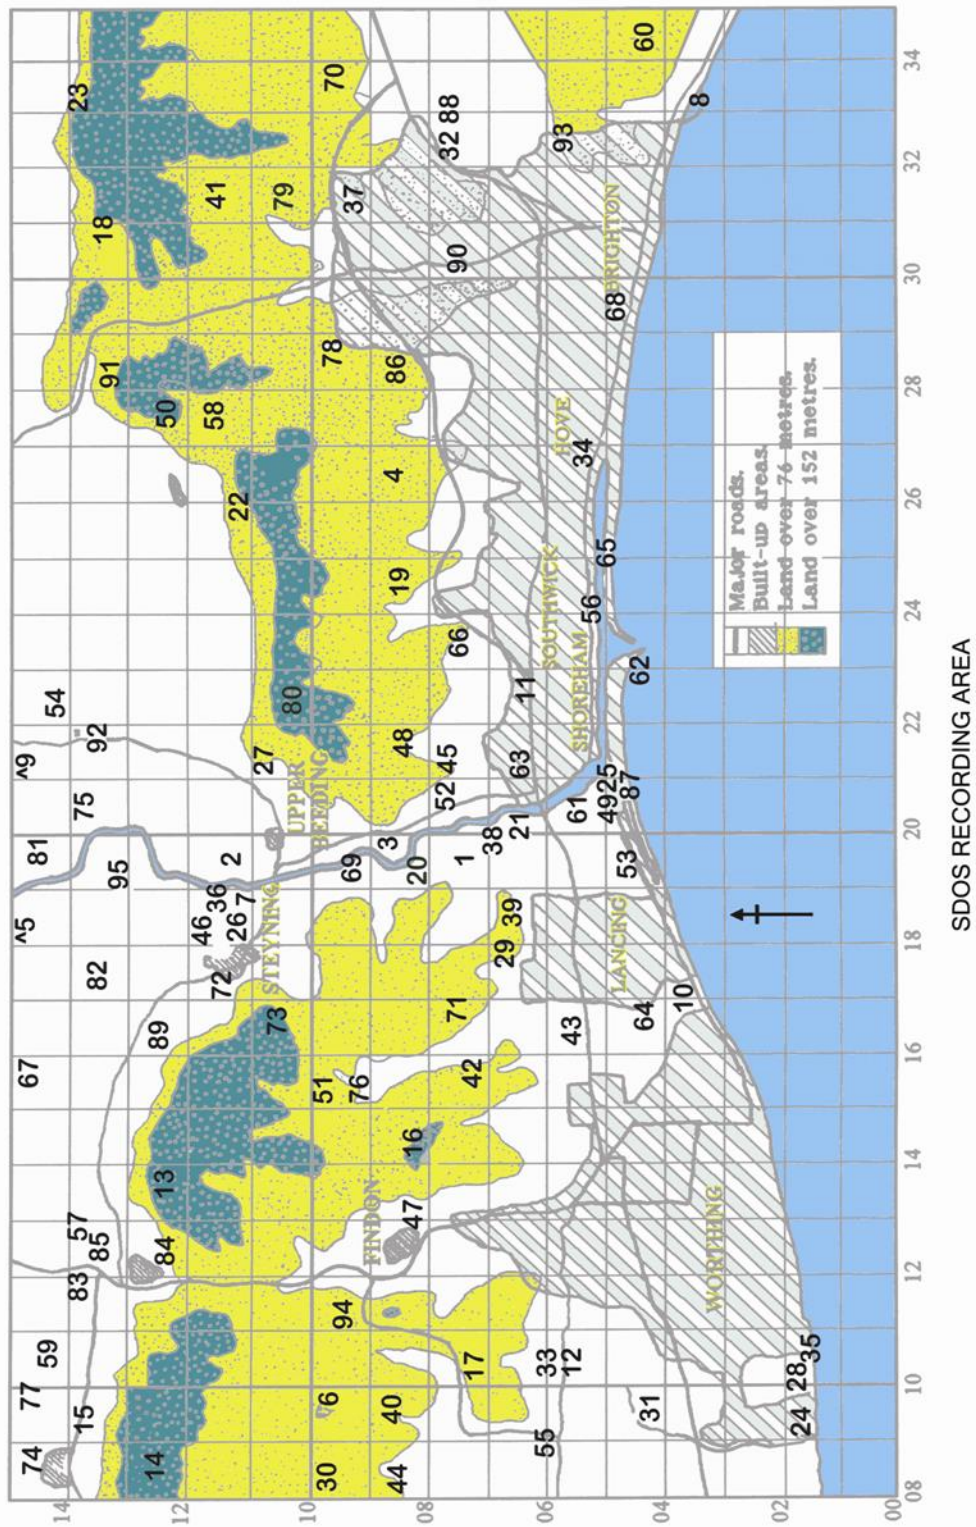 74 77 67 ^5 81 ^9
59 54
14 15 83 57 82 75 23
85 92
95 91 18
14 84 13 89 50
12
46 36 58 41
72 26 7 2 22
STEYNING 73 27 80 79
UPPER
BEEDING
10 30 6 51 78 70
94 76 69 37
FINDON
44 40 47 16 20 3 48 19 4 86
08
17 71 42 1 52 45 66 90 32 88
29 39 38
21 63 11
06 55 33 SOUTHWICK
12 43 61 SHOREHAM HOVE 34 93
56
LANCING 49 25 65 68 BRIGHTON
53 87 62 60
31 64
04
10 8
WORTHING
Major roads.
Built-up areas.
Land over 76 metres.
Land over 152 metres.
02
24 28 35
00
08 10 12 14 16 18 20 22 24 26 28 30 32 34
SDOS RECORDING AREA